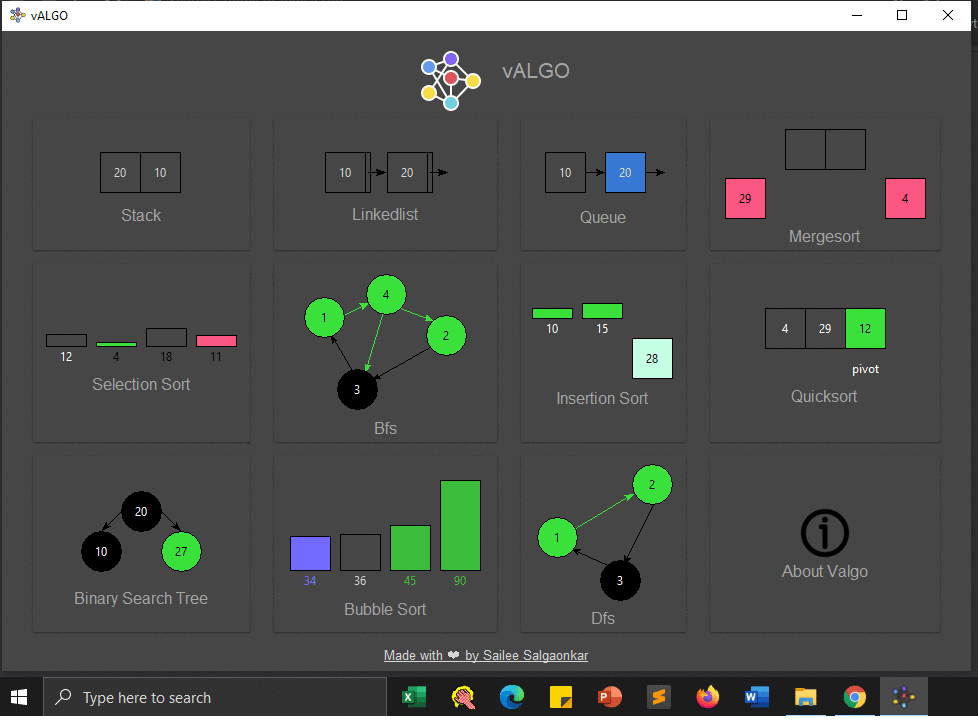 vALGO
vALGO
20 10
Stack
10 20
Linkedlist
10 20
Queue
29 4
Mergesort
12 4 18 11
Selection Sort
1 4 2 3
Bfs
10 15
28
Insertion Sort
4 29 12
pivot
Quicksort
20
10 27
Binary Search Tree
34 36 45 90
Bubble Sort
2
1
3
Dfs
i
About Valgo
Made with ❤ by Sailee Salgaonkar
Type here to search